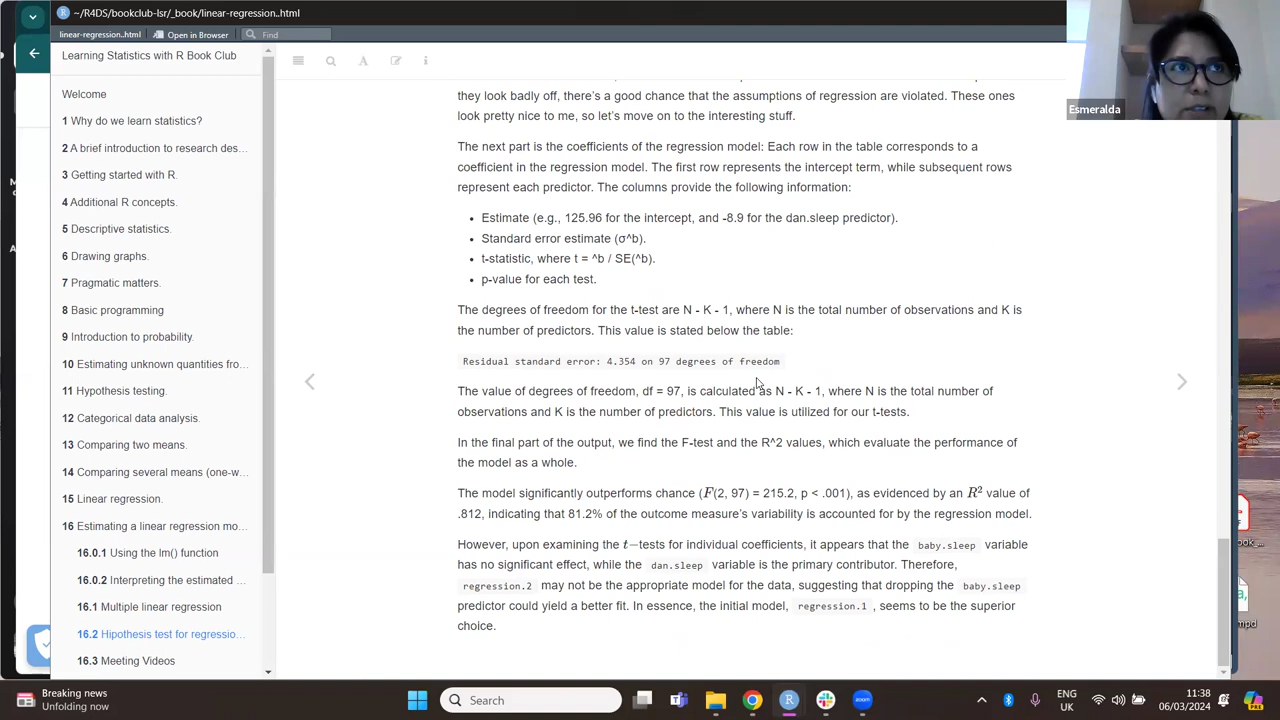 ~/R4DS/bookclub-lsr/_book/linear-regression..html
linear-regression..html
Open in Browser
Find
Learning Statistics with R Book Club
Welcome
1 Why do we learn statistics?
2 A brief introduction to research des…
3 Getting started with R.
4 Additional R concepts.
5 Descriptive statistics.
6 Drawing graphs.
7 Pragmatic matters.
8 Basic programming
9 Introduction to probability.
10 Estimating unknown quantities fro…
11 Hypothesis testing.
12 Categorical data analysis.
13 Comparing two means.
14 Comparing several means (one-w…
15 Linear regression.
16 Estimating a linear regression mo…
16.0.1 Using the lm() function
16.0.2 Interpreting the estimated …
16.1 Multiple linear regression
16.2 Hipothesis test for regressio…
16.3 Meeting Videos
they look badly off, there's a good chance that the assumptions of regression are violated. These ones
look pretty nice to me, so let's move on to the interesting stuff.
The next part is the coefficients of the regression model: Each row in the table corresponds to a
coefficient in the regression model. The first row represents the intercept term, while subsequent rows
represent each predictor. The columns provide the following information:
• Estimate (e.g., 125.96 for the intercept, and -8.9 for the dan.sleep predictor).
• Standard error estimate (σ^b).
• t-statistic, where t = ^b / SE(^b).
• p-value for each test.
The degrees of freedom for the t-test are N - K - 1, where N is the total number of observations and K is
the number of predictors. This value is stated below the table:
Residual standard error: 4.354 on 97 degrees of freedom
The value of degrees of freedom, df = 97, is calculated as N - K - 1, where N is the total number of
observations and K is the number of predictors. This value is utilized for our t-tests.
In the final part of the output, we find the F-test and the R^2 values, which evaluate the performance of
the model as a whole.
The model significantly outperforms chance (F(2, 97) = 215.2, p < .001), as evidenced by an R² value of
.812, indicating that 81.2% of the outcome measure's variability is accounted for by the regression model.
However, upon examining the t−tests for individual coefficients, it appears that the baby.sleep variable
has no significant effect, while the dan.sleep variable is the primary contributor. Therefore,
regression.2 may not be the appropriate model for the data, suggesting that dropping the baby.sleep
predictor could yield a better fit. In essence, the initial model, regression.1 , seems to be the superior
choice.
Esmeralda
Breaking news
Unfolding now
Search
ENG
UK
11:38
06/03/2024